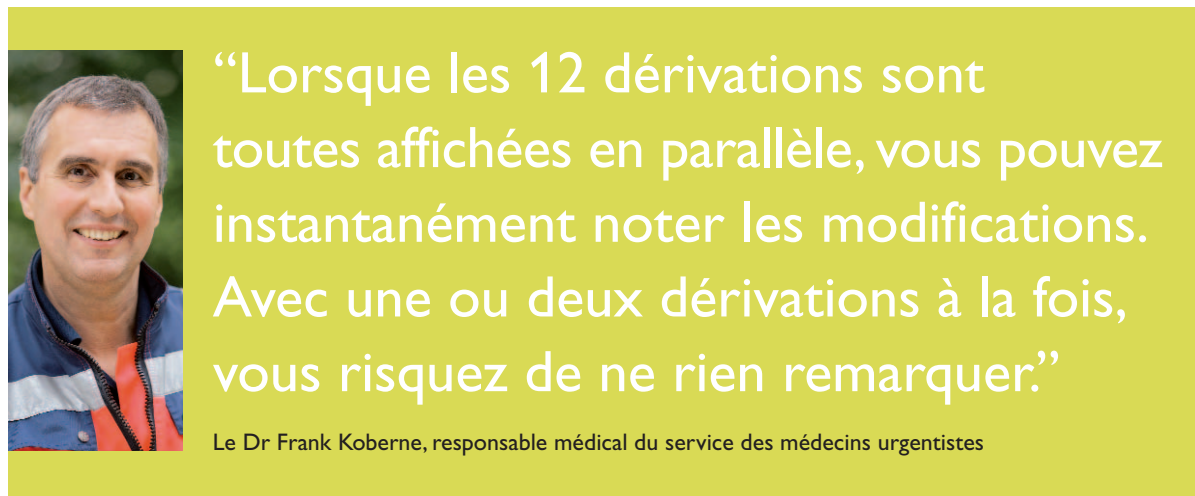 “Lorsque les 12 dérivations sont
toutes affichées en parallèle, vous pouvez
instantanément noter les modifications.
Avec une ou deux dérivations à la fois,
vous risquez de ne rien remarquer.”
Le Dr Frank Koberne, responsable médical du service des médecins urgentistes